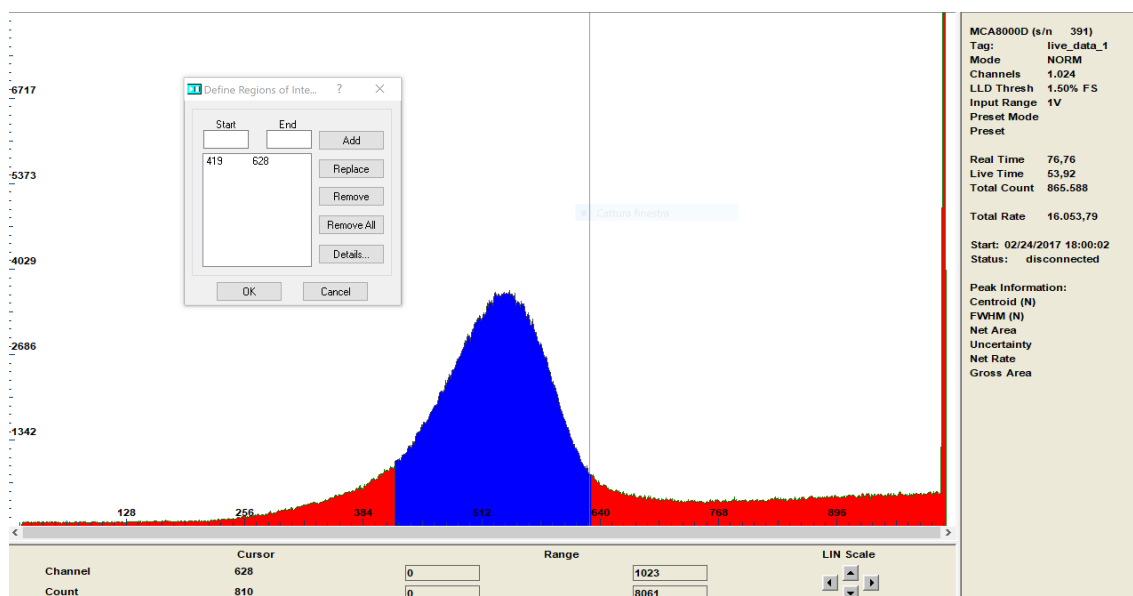 6717
5373
4029
2686
1342
128
256
384
512
640
768
896
Define Regions of Inte... ? ×
Start End
Add
419 628
Replace
Remove
Remove All
Details...
OK Cancel
Cattura finestra
MCA8000D (s/n 391)
Tag: live_data_1
Mode NORM
Channels 1.024
LLD Thresh 1.50% FS
Input Range 1V
Preset Mode
Preset
Real Time 76,76
Live Time 53,92
Total Count 865.588
Total Rate 16.053,79
Start: 02/24/2017 18:00:02
Status: disconnected
Peak Information:
Centroid (N)
FWHM (N)
Net Area
Uncertainty
Net Rate
Gross Area
Cursor Range LIN Scale
Channel 628 0 1023
Count 810 0 8061